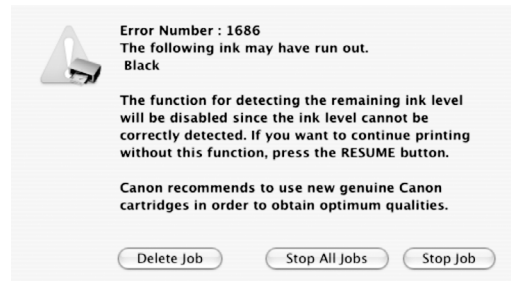 Error Number : 1686
The following ink may have run out.
Black
The function for detecting the remaining ink level
will be disabled since the ink level cannot be
correctly detected. If you want to continue printing
without this function, press the RESUME button.
Canon recommends to use new genuine Canon
cartridges in order to obtain optimum qualities.
Delete Job Stop All Jobs Stop Job